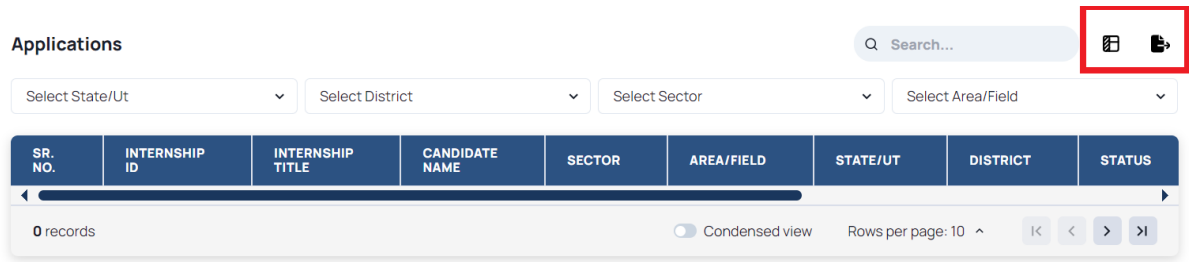 Applications
Search...
Select State/Ut
Select District
Select Sector
Select Area/Field
SR. NO.
INTERNSHIP ID
INTERNSHIP TITLE
CANDIDATE NAME
SECTOR
AREA/FIELD
STATE/UT
DISTRICT
STATUS
0 records
Condensed view
Rows per page: 10